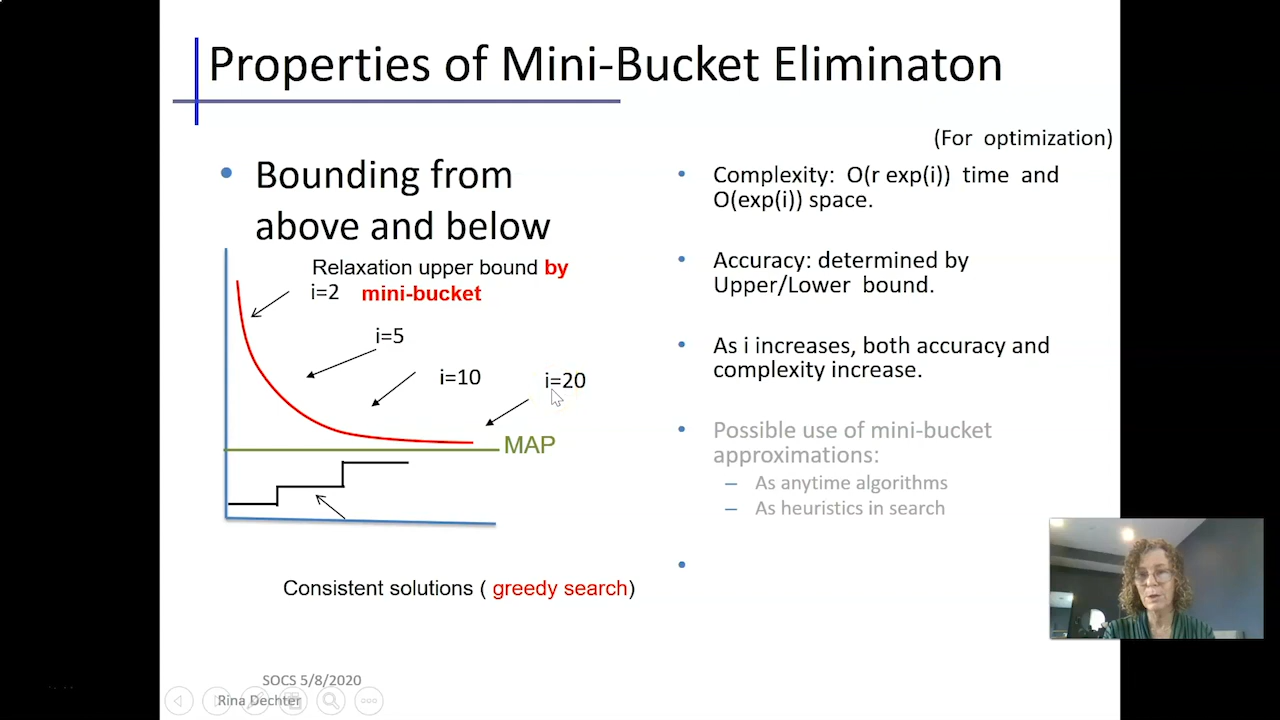 Properties of Mini-Bucket Eliminaton
(For optimization)
• Bounding from
above and below
Relaxation upper bound by
i=2 mini-bucket
i=5
i=10
i=20
MAP
Consistent solutions ( greedy search)
• Complexity: O(r exp(i)) time and
O(exp(i)) space.
• Accuracy: determined by
Upper/Lower bound.
• As i increases, both accuracy and
complexity increase.
• Possible use of mini-bucket
approximations:
– As anytime algorithms
– As heuristics in search
•
SOCS 5/8/2020
Rina Dechter